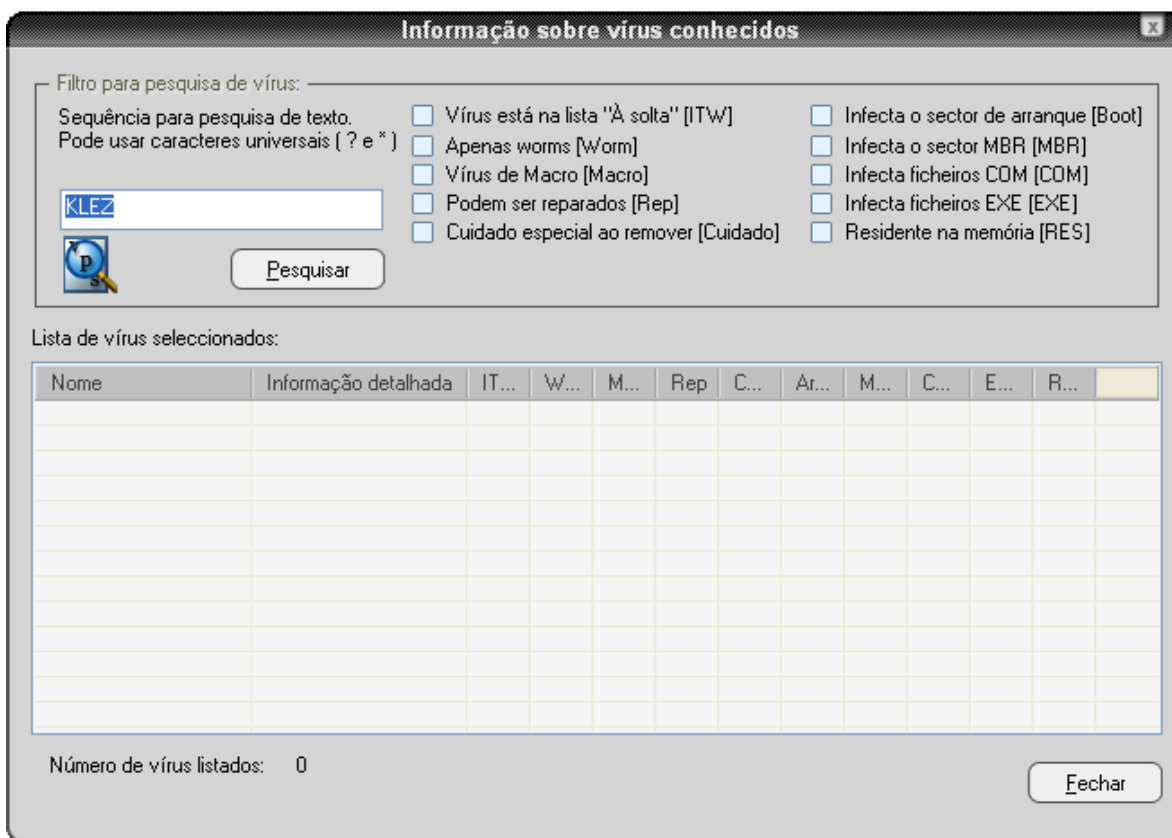 Informação sobre vírus conhecidos
x
Filtro para pesquisa de vírus:
Sequência para pesquisa de texto.
Pode usar caracteres universais ( ? e * )
KLEZ
Pesquisar
Vírus está na lista "À solta" [ITW]
Apenas worms [Worm]
Vírus de Macro [Macro]
Podem ser reparados [Rep]
Cuidado especial ao remover [Cuidado]
Infecta o sector de arranque [Boot]
Infecta o sector MBR [MBR]
Infecta ficheiros COM [COM]
Infecta ficheiros EXE [EXE]
Residente na memória [RES]
Lista de vírus seleccionados:
Nome Informação detalhada IT... W... M... Rep C... Ar... M... C... E... R...
Número de vírus listados: 0
Fechar